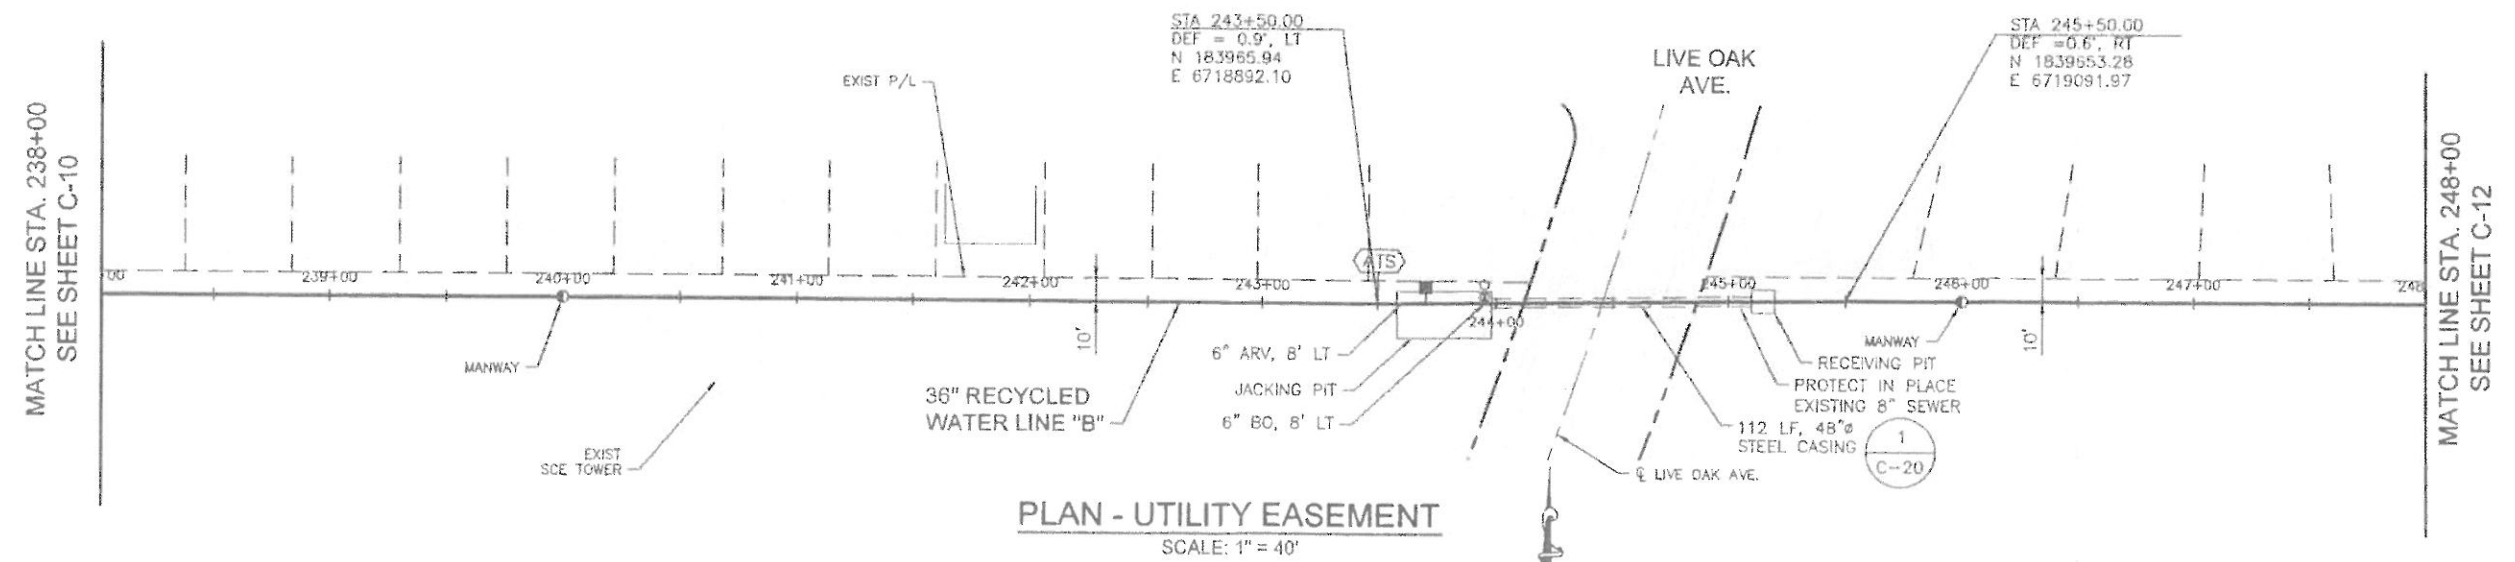 MATCH LINE STA. 238+00
SEE SHEET C-10
EXIST P/L
STA 243+50.00
DEF = 0.9°, LT
N 183965.94
E 6718892.10
LIVE OAK
AVE.
STA 245+50.00
DEF =0.6°, RT
N 1839653.28
E 6719091.97
ATS
00
239+00
240+00
241+00
242+00
243+00
244+00
245+00
246+00
247+00
248
MANWAY
10'
36" RECYCLED
WATER LINE "B"
6" ARV, 8' LT
JACKING PIT
6" BO, 8' LT
MANWAY
RECEIVING PIT
PROTECT IN PLACE
EXISTING 8" SEWER
112 LF, 48"ø
STEEL CASING
1
C-20
℄ LIVE OAK AVE.
10'
EXIST
SCE TOWER
PLAN - UTILITY EASEMENT
SCALE: 1" = 40'
MATCH LINE STA. 248+00
SEE SHEET C-12